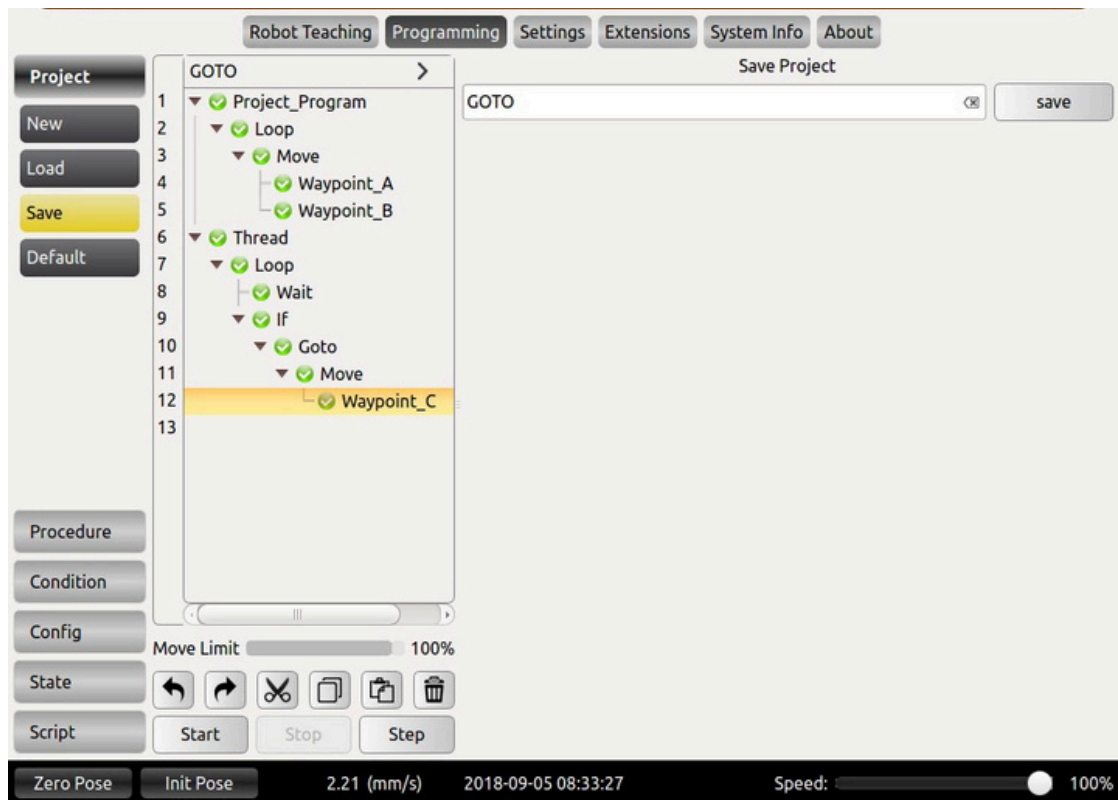 Robot Teaching Programming Settings Extensions System Info About
Project
New
Load
Save
Default
Procedure
Condition
Config
State
Script
GOTO >
1 Project_Program
2 Loop
3 Move
4 Waypoint_A
5 Waypoint_B
6 Thread
7 Loop
8 Wait
9 If
10 Goto
11 Move
12 Waypoint_C
13
Move Limit 100%
Start Stop Step
Save Project
GOTO save
Zero Pose Init Pose 2.21 (mm/s) 2018-09-05 08:33:27 Speed: 100%